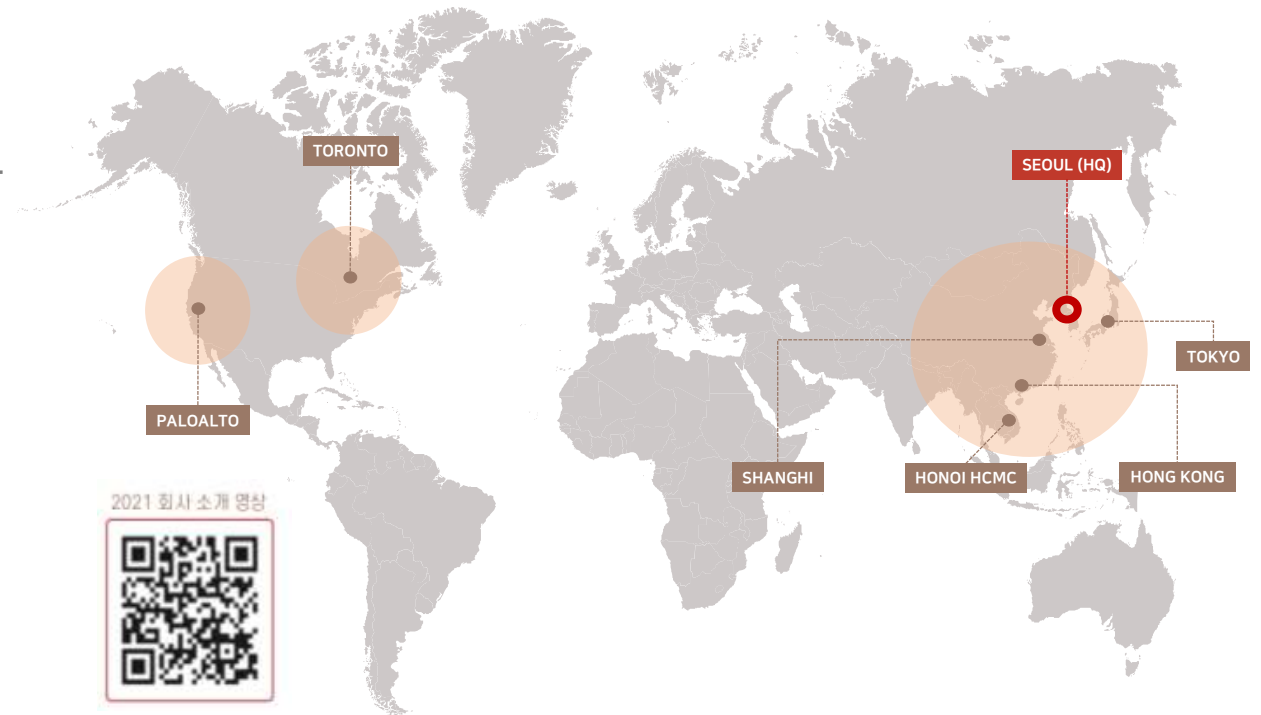 TORONTO
SEOUL (HQ)
TOKYO
PALOALTO
SHANGHI
HONOI HCMC
HONG KONG
2021 회사 소개 영상